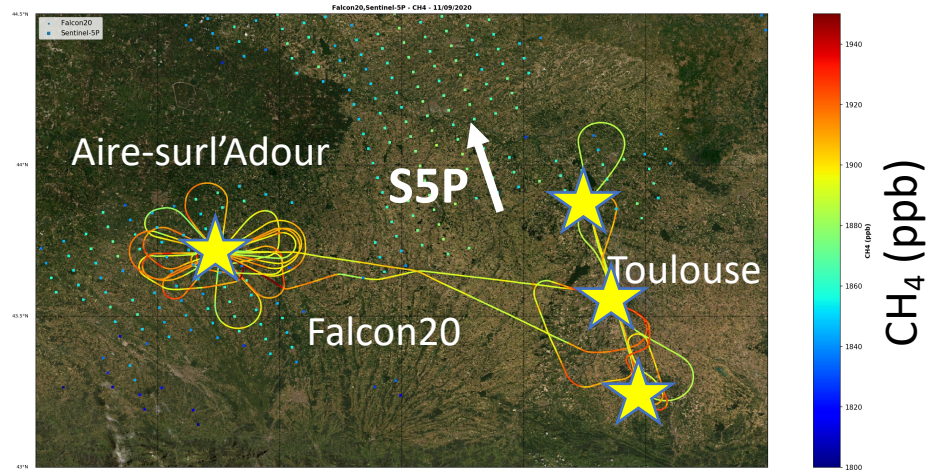 Falcon20,Sentinel-5P - CH4 - 11/09/2020
Falcon20
Sentinel-5P
44.5°N
44°N
43.5°N
43°N
Aire-surl'Adour
S5P
Toulouse
Falcon20
1940
1920
1900
1880
1860
1840
1820
1800
CH4 (ppb)
CH₄ (ppb)